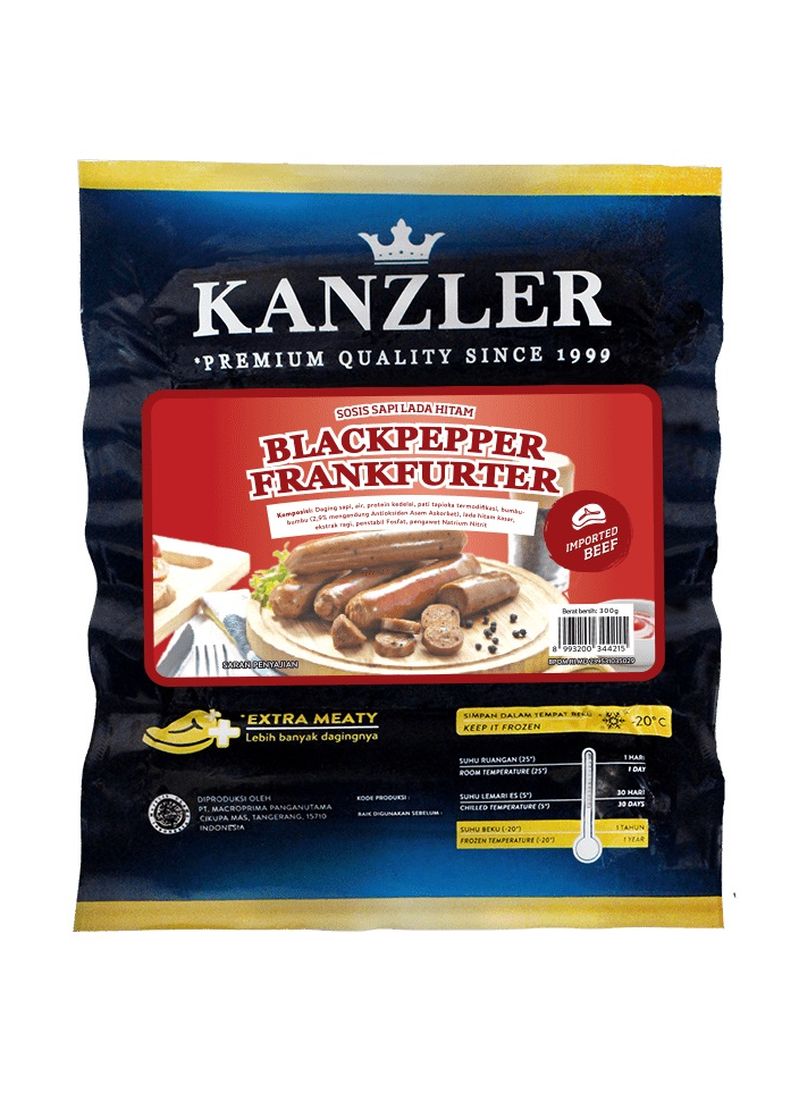 KANZLER
*PREMIUM QUALITY SINCE 1999
SOSIS SAPI LADA HITAM
BLACKPEPPER
FRANKFURTER
Komposisi: Daging sapi, air, protein kedelai, pati tapioka termodifikasi, bumbu-
bumbu (2,9% mengandung Antioksidan Asam Askorbat), lada hitam kasar,
ekstrak ragi, penstabil Fosfat, pengawet Natrium Nitrit
IMPORTED
BEEF
Berat bersih: 300g
8 993200 344215
SARAN PENYAJIAN
*EXTRA MEATY
Lebih banyak dagingnya
SIMPAN DALAM TEMPAT BEKU
KEEP IT FROZEN
-20°C
SUHU RUANGAN (25°) 1 HARI
ROOM TEMPERATURE (25°) 1 DAY
SUHU LEMARI ES (5°) 30 HARI
CHILLED TEMPERATURE (5°) 30 DAYS
SUHU BEKU (-20°) 1 TAHUN
FROZEN TEMPERATURE (-20°) 1 YEAR
DIPRODUKSI OLEH
PT. MACROPRIMA PANGANUTAMA
CIKUPA MAS, TANGERANG, 15710
INDONESIA
KODE PRODUKSI :
BAIK DIGUNAKAN SEBELUM :